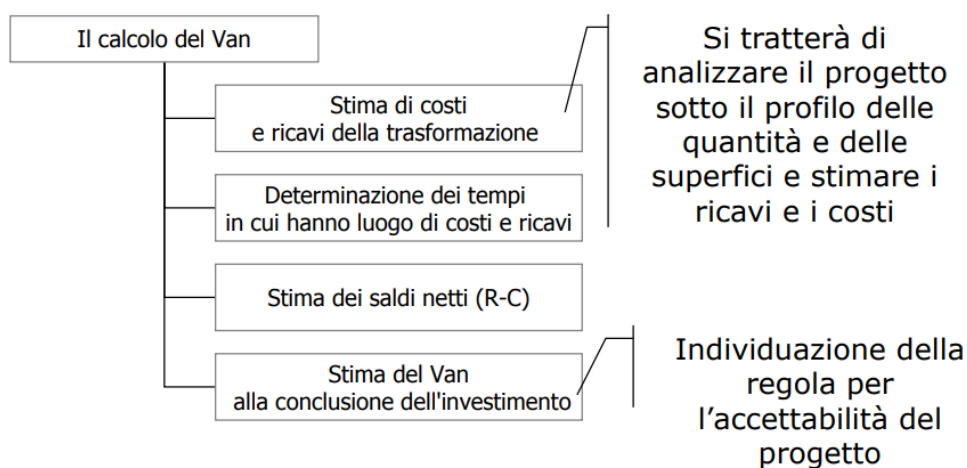 Il calcolo del Van
Stima di costi
e ricavi della trasformazione
Si tratterà di
analizzare il progetto
sotto il profilo delle
quantità e delle
superfici e stimare i
ricavi e i costi
Determinazione dei tempi
in cui hanno luogo di costi e ricavi
Stima dei saldi netti (R-C)
Stima del Van
alla conclusione dell'investimento
Individuazione della
regola per
l’accettabilità del
progetto